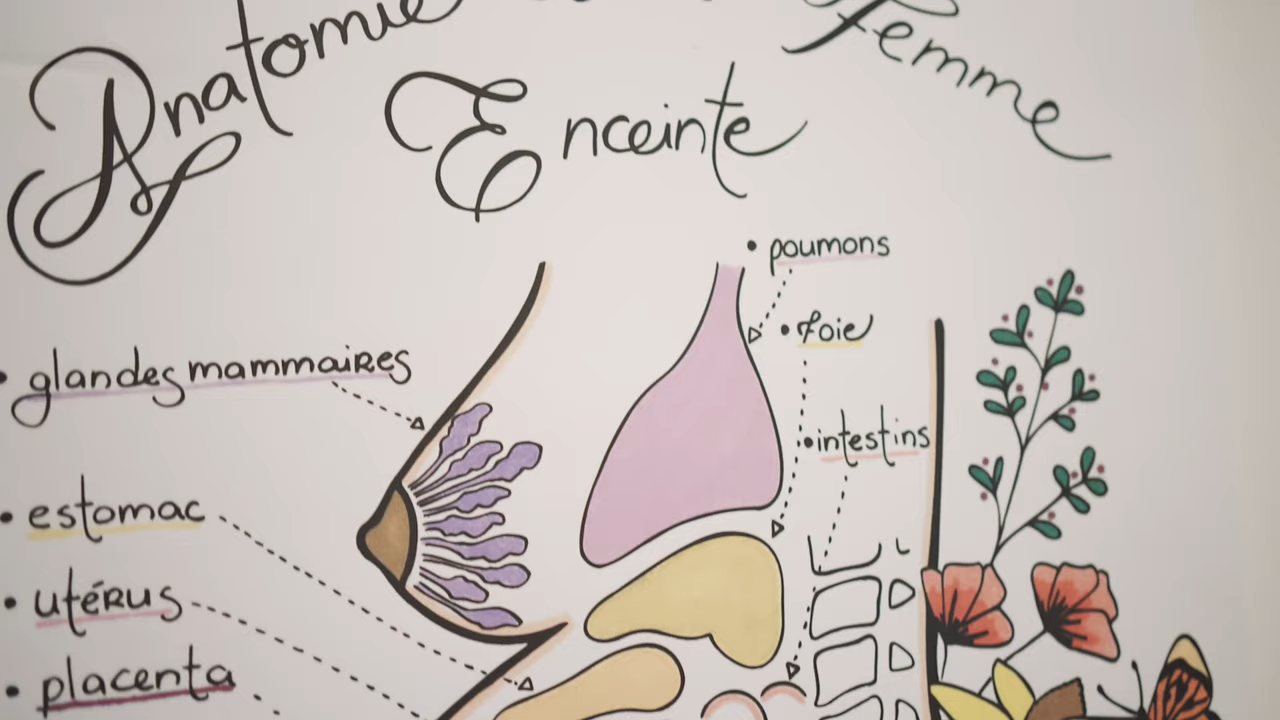 Anatomie
Femme
Enceinte
• poumons
• foie
• glandes mammaires
• intestins
• estomac
• utérus
• placenta